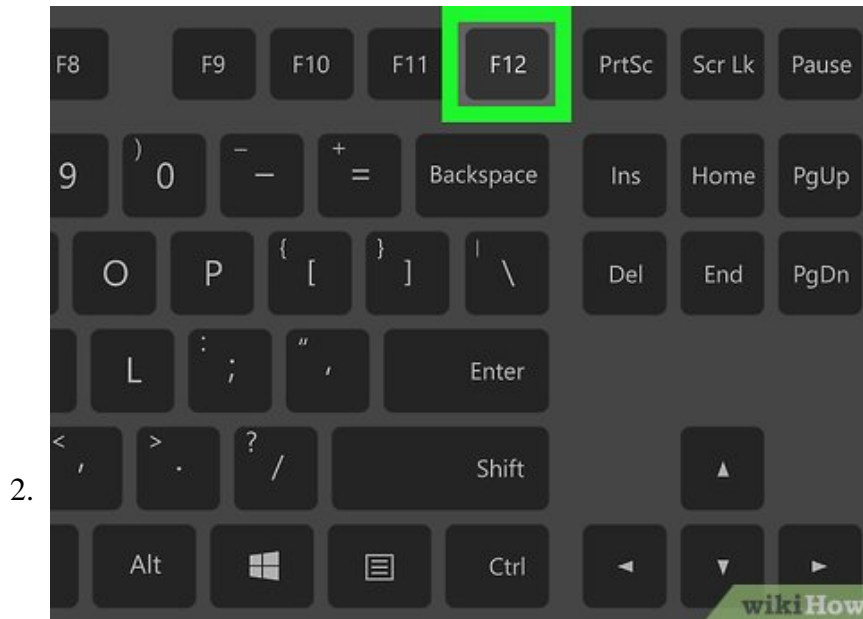 F8 F9 F10 F11 F12 PrtSc Scr Lk Pause
9 ) 0 – — + = Backspace Ins Home PgUp
O P { [ } ] | \ Del End PgDn
L : ; " ' Enter
< , > . ? / Shift
2.
Alt Ctrl
wikiHow